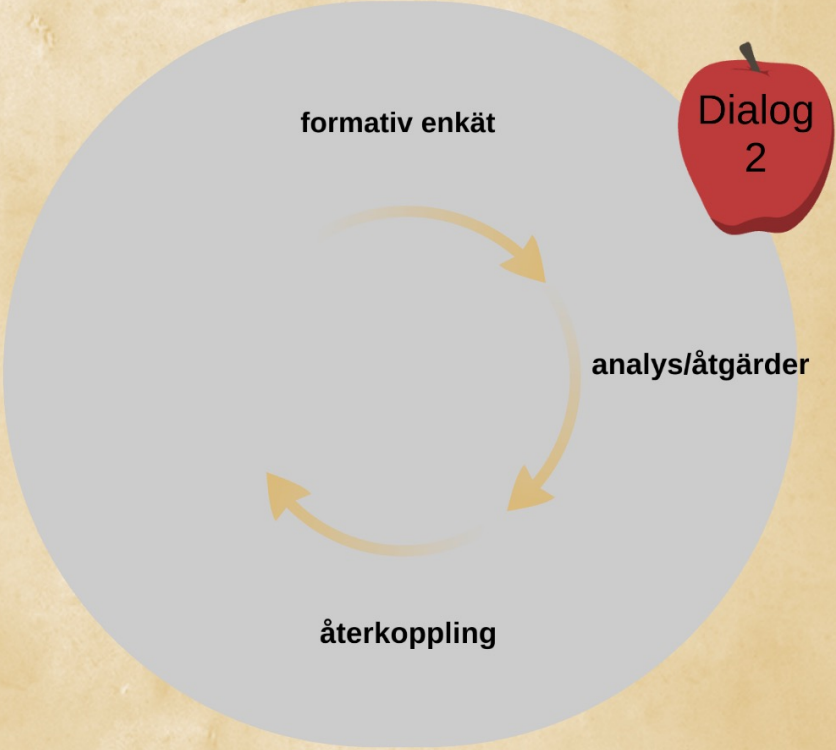 formativ enkät
Dialog
2
analys/åtgärder
återkoppling